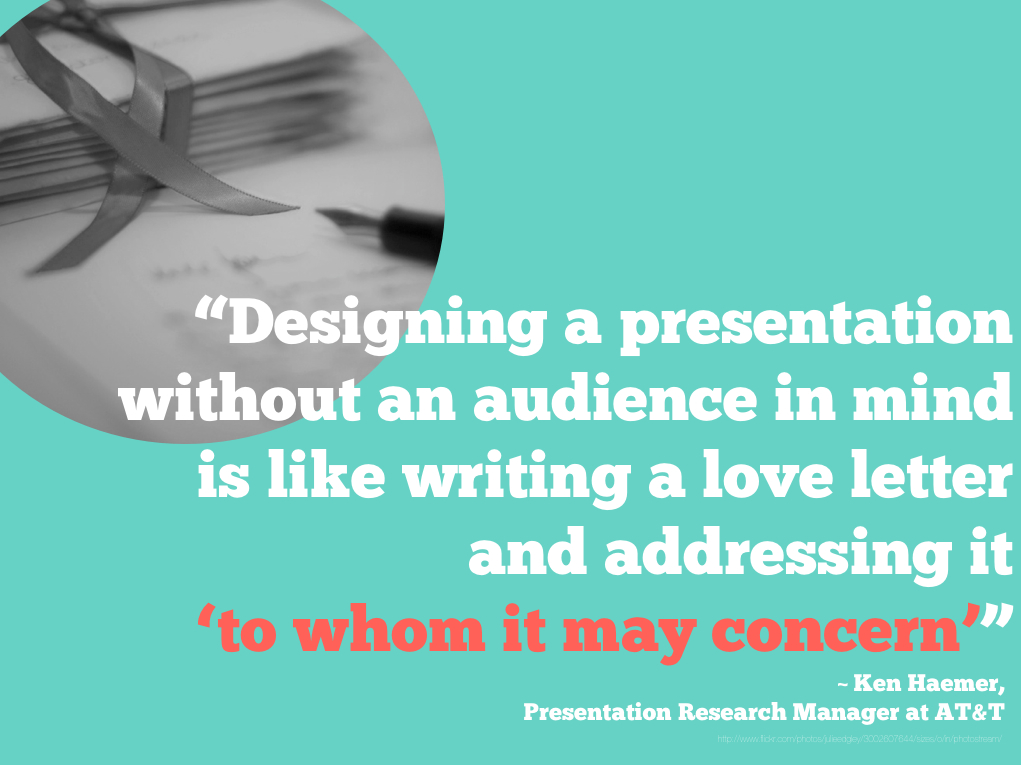 “Designing a presentation
without an audience in mind
is like writing a love letter
and addressing it
‘to whom it may concern’”
~ Ken Haemer,
Presentation Research Manager at AT&T